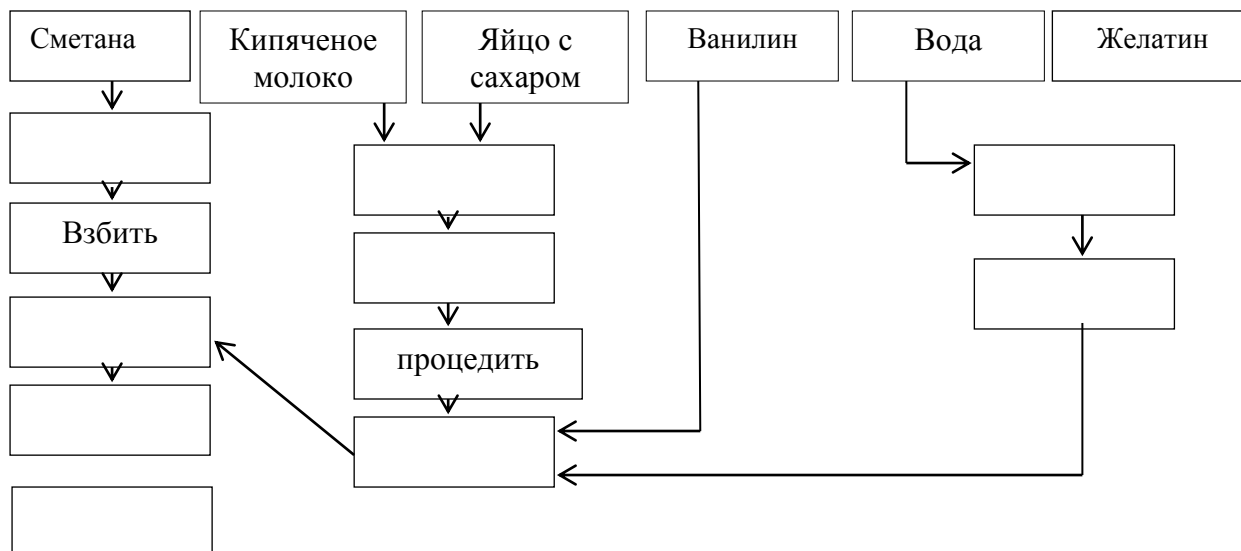 Сметана
Кипяченое
молоко
Яйцо с
сахаром
Ванилин
Вода
Желатин
Взбить
процедить